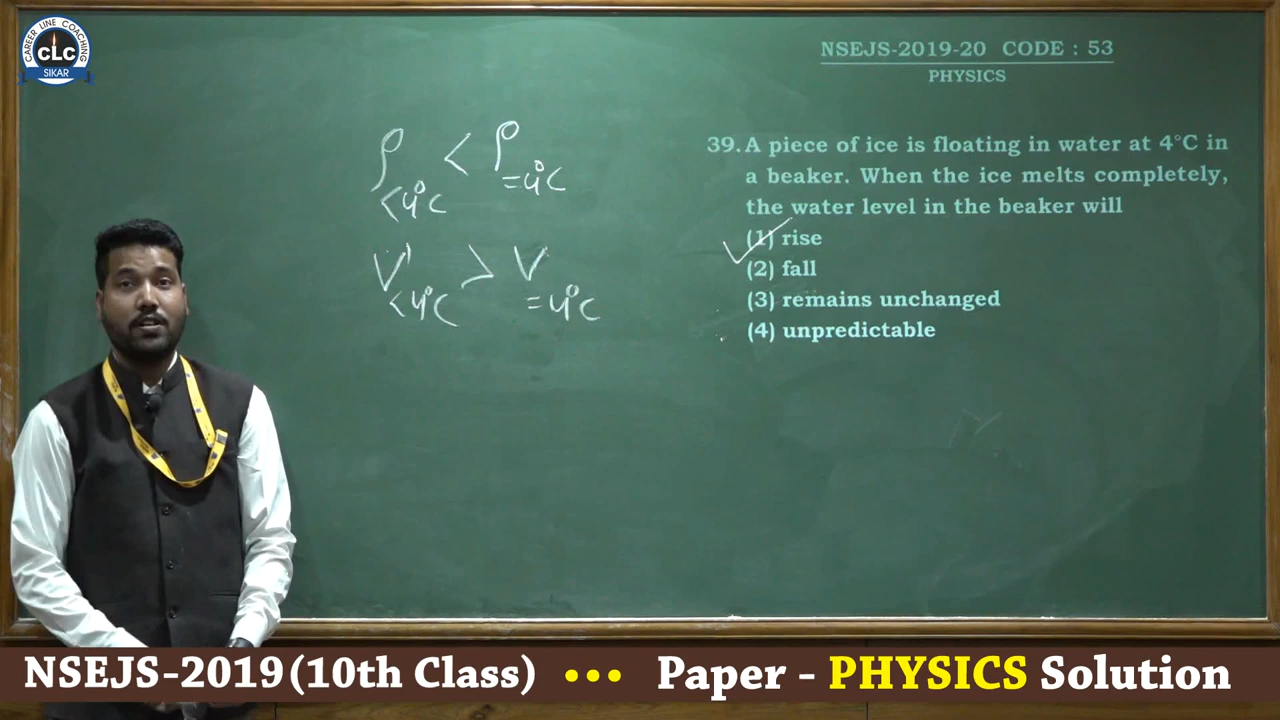 CAREER LINE COACHING
CLC
SIKAR
NSEJS-2019-20 CODE : 53
PHYSICS
39. A piece of ice is floating in water at 4°C in
a beaker. When the ice melts completely,
the water level in the beaker will
(1) rise
(2) fall
(3) remains unchanged
(4) unpredictable
ρ <4°C < ρ =4°C
V' <4°C > V =4°C
NSEJS-2019(10th Class) ••• Paper - PHYSICS Solution